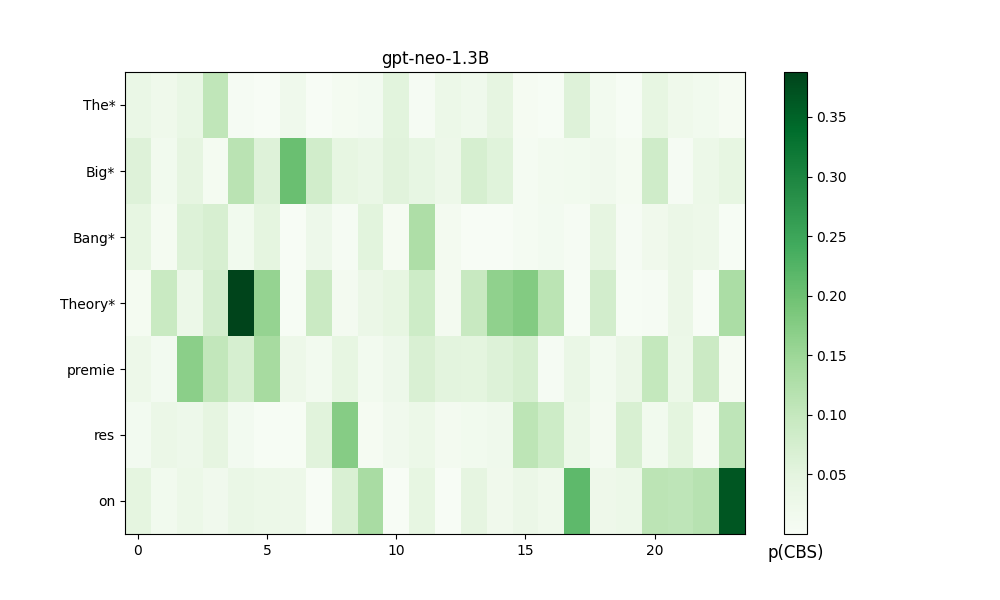 gpt-neo-1.3B
The*
Big*
Bang*
Theory*
premie
res
on
0 5 10 15 20
0.35
0.30
0.25
0.20
0.15
0.10
0.05
p(CBS)